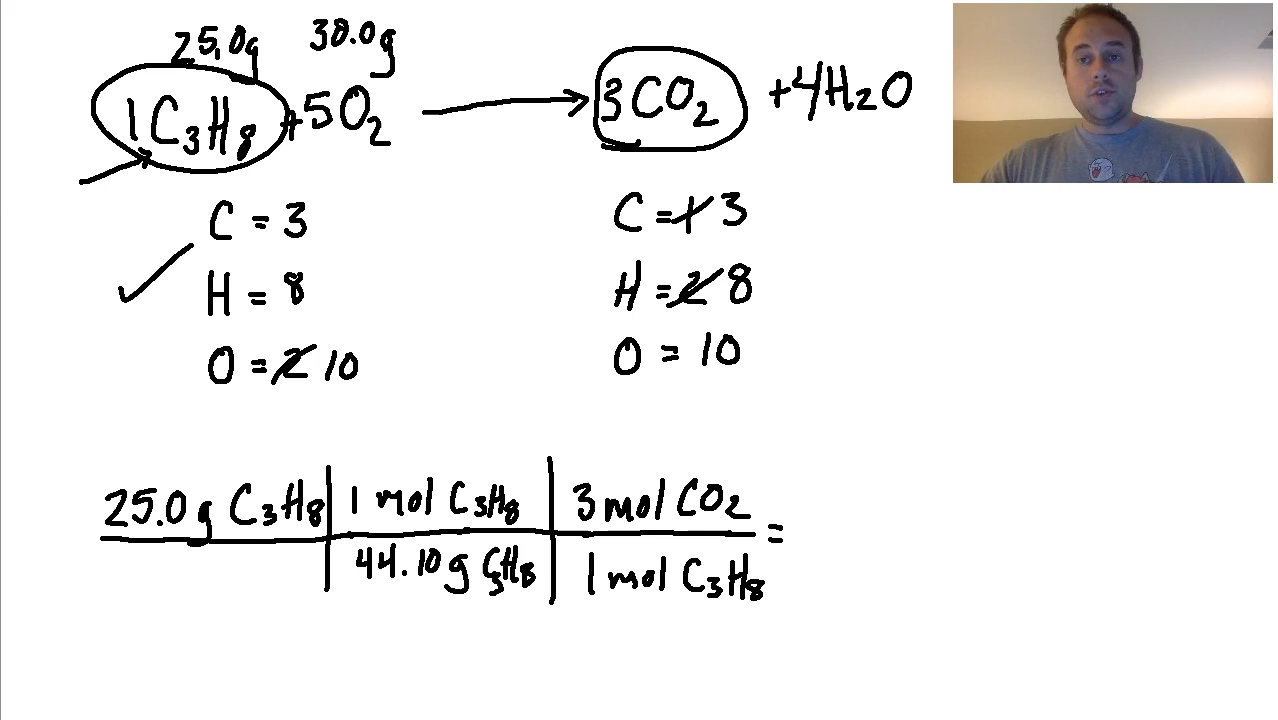 25.0g 30.0g
1C₃H₈ + 5O₂ → 3CO₂ + 4H₂O
C = 3 C = 1 3
H = 8 H = 2 8
O = 2 10 O = 10
25.0g C₃H₈ 1 mol C₃H₈ 3 mol CO₂ =
44.10g C₃H₈ 1 mol C₃H₈